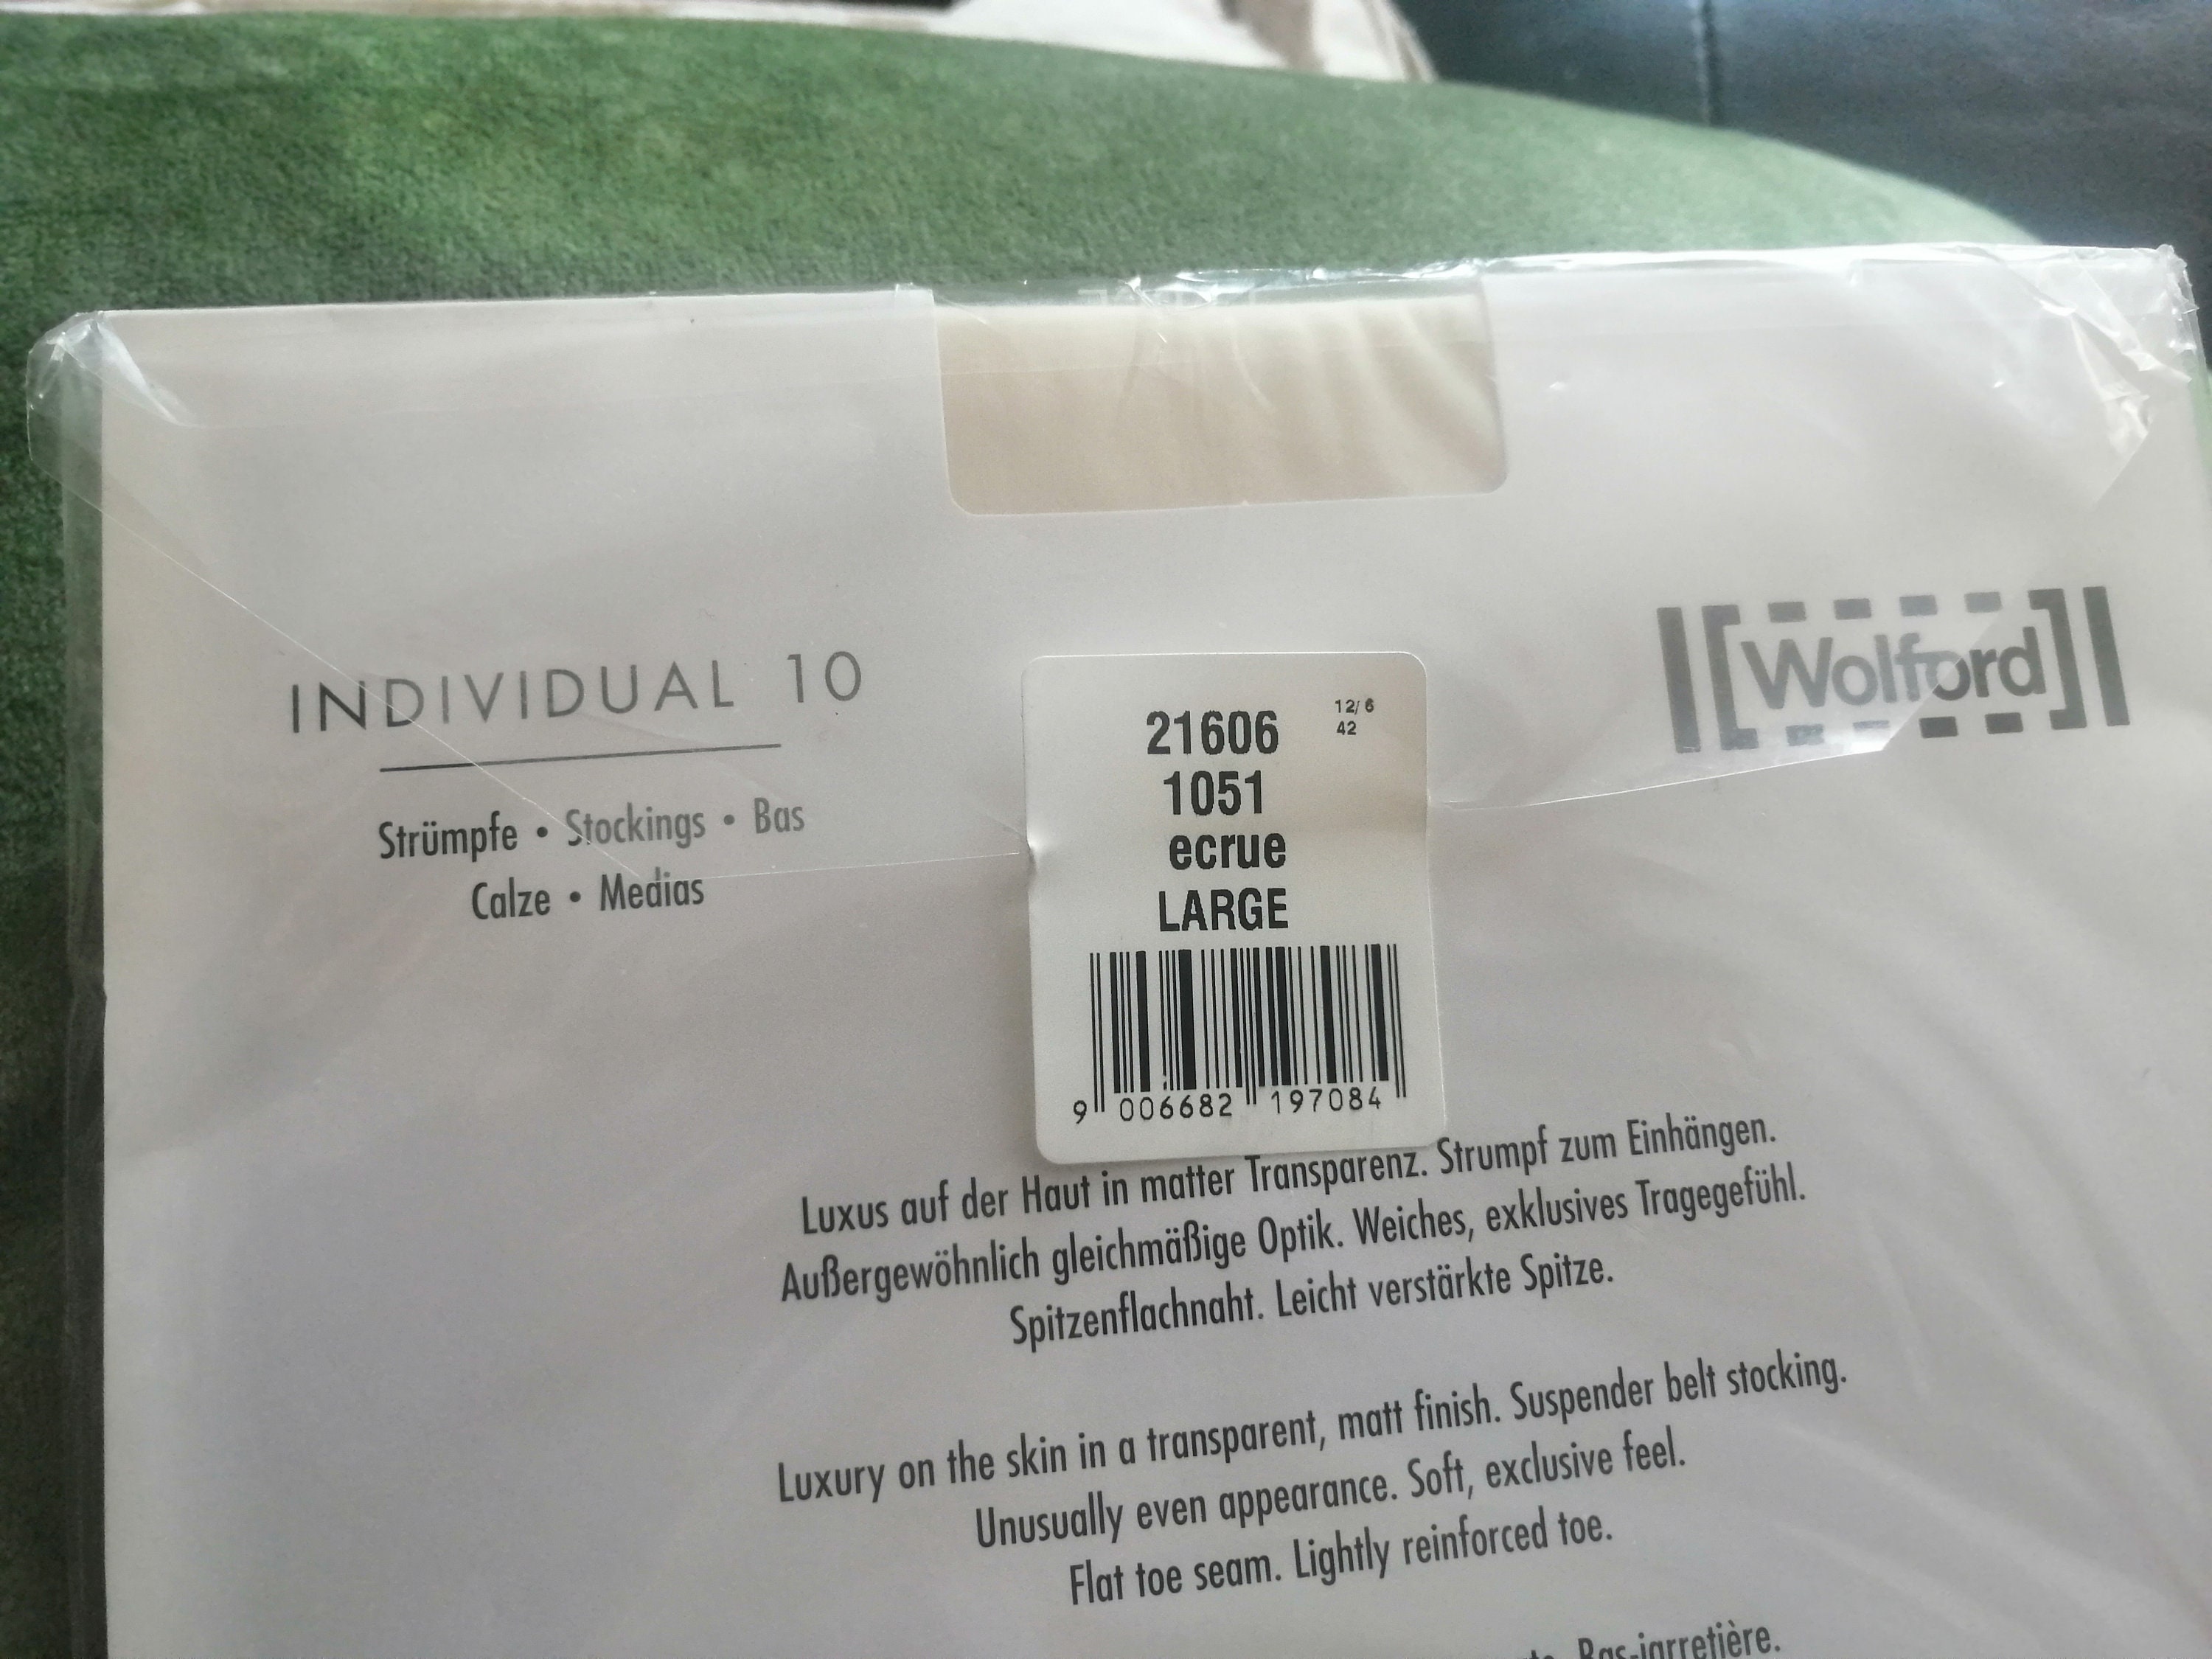 INDIVIDUAL 10
Strümpfe • Stockings • Bas
Calze • Medias
Wolford
21606
12/6
42
1051
ecrue
LARGE
9 006682 197084
Luxus auf der Haut in matter Transparenz. Strumpf zum Einhängen.
Außergewöhnlich gleichmäßige Optik. Weiches, exklusives Tragegefühl.
Spitzenflachnaht. Leicht verstärkte Spitze.
Luxury on the skin in a transparent, matt finish. Suspender belt stocking.
Unusually even appearance. Soft, exclusive feel.
Flat toe seam. Lightly reinforced toe.
Bas-jarretière.